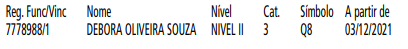 Reg. Func/Vinc Nome Nível Cat. Símbolo A partir de
7778988/1 DEBORA OLIVEIRA SOUZA NIVEL II 3 Q8 03/12/2021